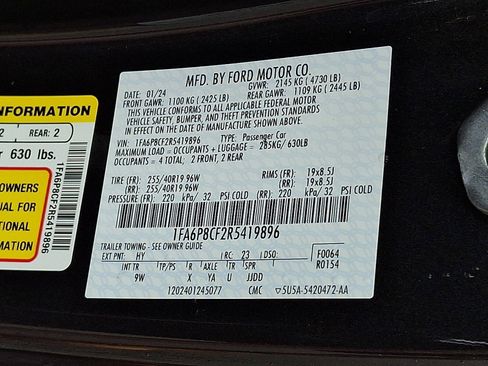 MFD. BY FORD MOTOR CO.
DATE: 01/24 GVWR: 2145 KG ( 4730 LB)
FRONT GAWR: 1100 KG ( 2425 LB) REAR GAWR: 1109 KG ( 2445 LB)
THIS VEHICLE CONFORMS TO ALL APPLICABLE FEDERAL MOTOR
VEHICLE SAFETY, BUMPER, AND THEFT PREVENTION STANDARDS
IN EFFECT ON THE DATE OF MANUFACTURE SHOWN ABOVE.
VIN: 1FA6P8CF2R5419896 TYPE: Passenger Car
MAXIMUM LOAD = OCCUPANTS + LUGGAGE = 285KG/ 630LB
OCCUPANTS = 4 TOTAL; 2 FRONT, 2 REAR
TIRE (FR): 255/40R19 96W RIMS (FR): 19x8.5J
(RR): 255/40R19 96W (RR): 19x8.5J
PRESSURE (FR): 220 kPa/ 32 PSI COLD (RR): 220 kPa/ 32 PSI COLD
1FA6P8CF2R5419896
TRAILER TOWING - SEE OWNER GUIDE
EXT PNT: HY RC: 23 DSO: F0064
R0154
INT TR TP/PS R AXLE TR SPR
9W X YA U JJDD
1202401245077 CMC 5U5A-5420472-AA
INFORMATION
2 REAR: 2
r 630 lbs.
OWNERS
UAL FOR
TIONAL
MATION
1FA6P8CF2R5419896